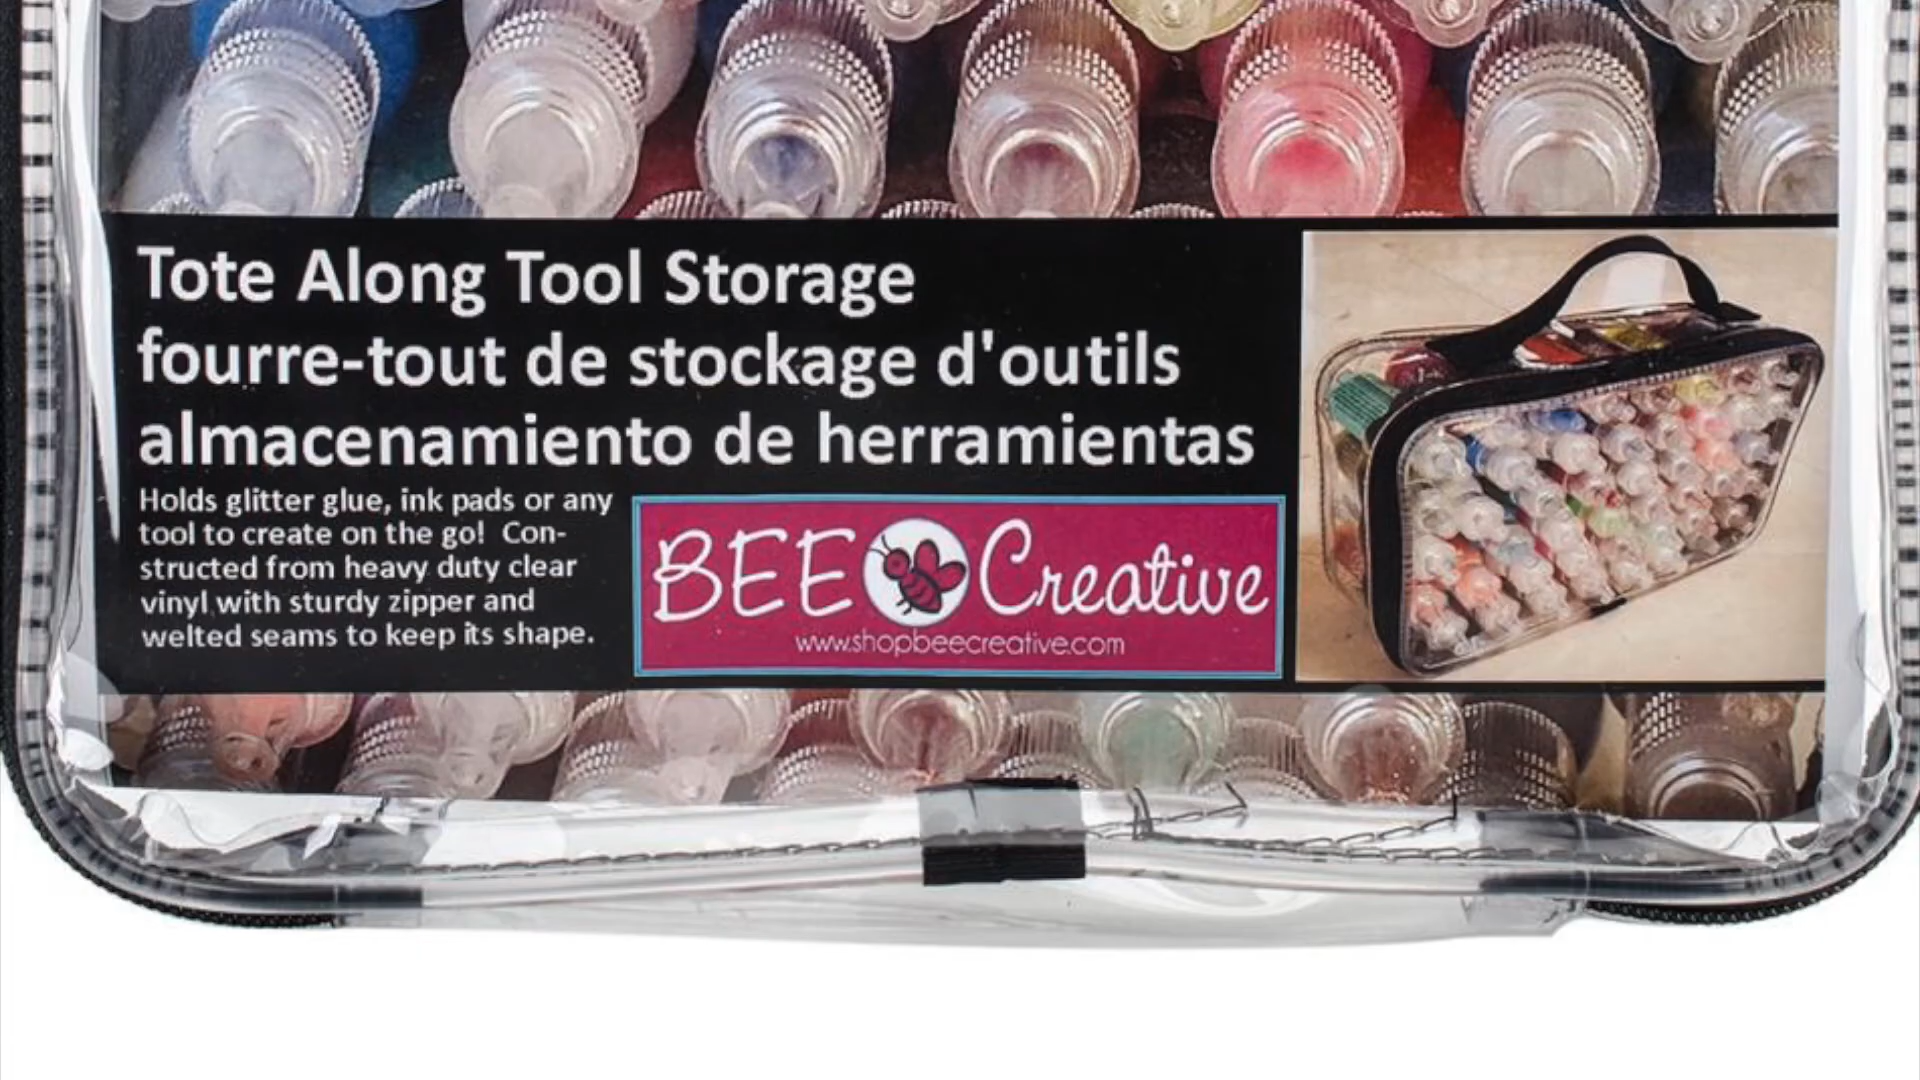 Tote Along Tool Storage
fourre-tout de stockage d'outils
almacenamiento de herramientas
Holds glitter glue, ink pads or any
tool to create on the go! Con-
structed from heavy duty clear
vinyl with sturdy zipper and
welted seams to keep its shape.
BEE Creative
www.shopbeecreative.com